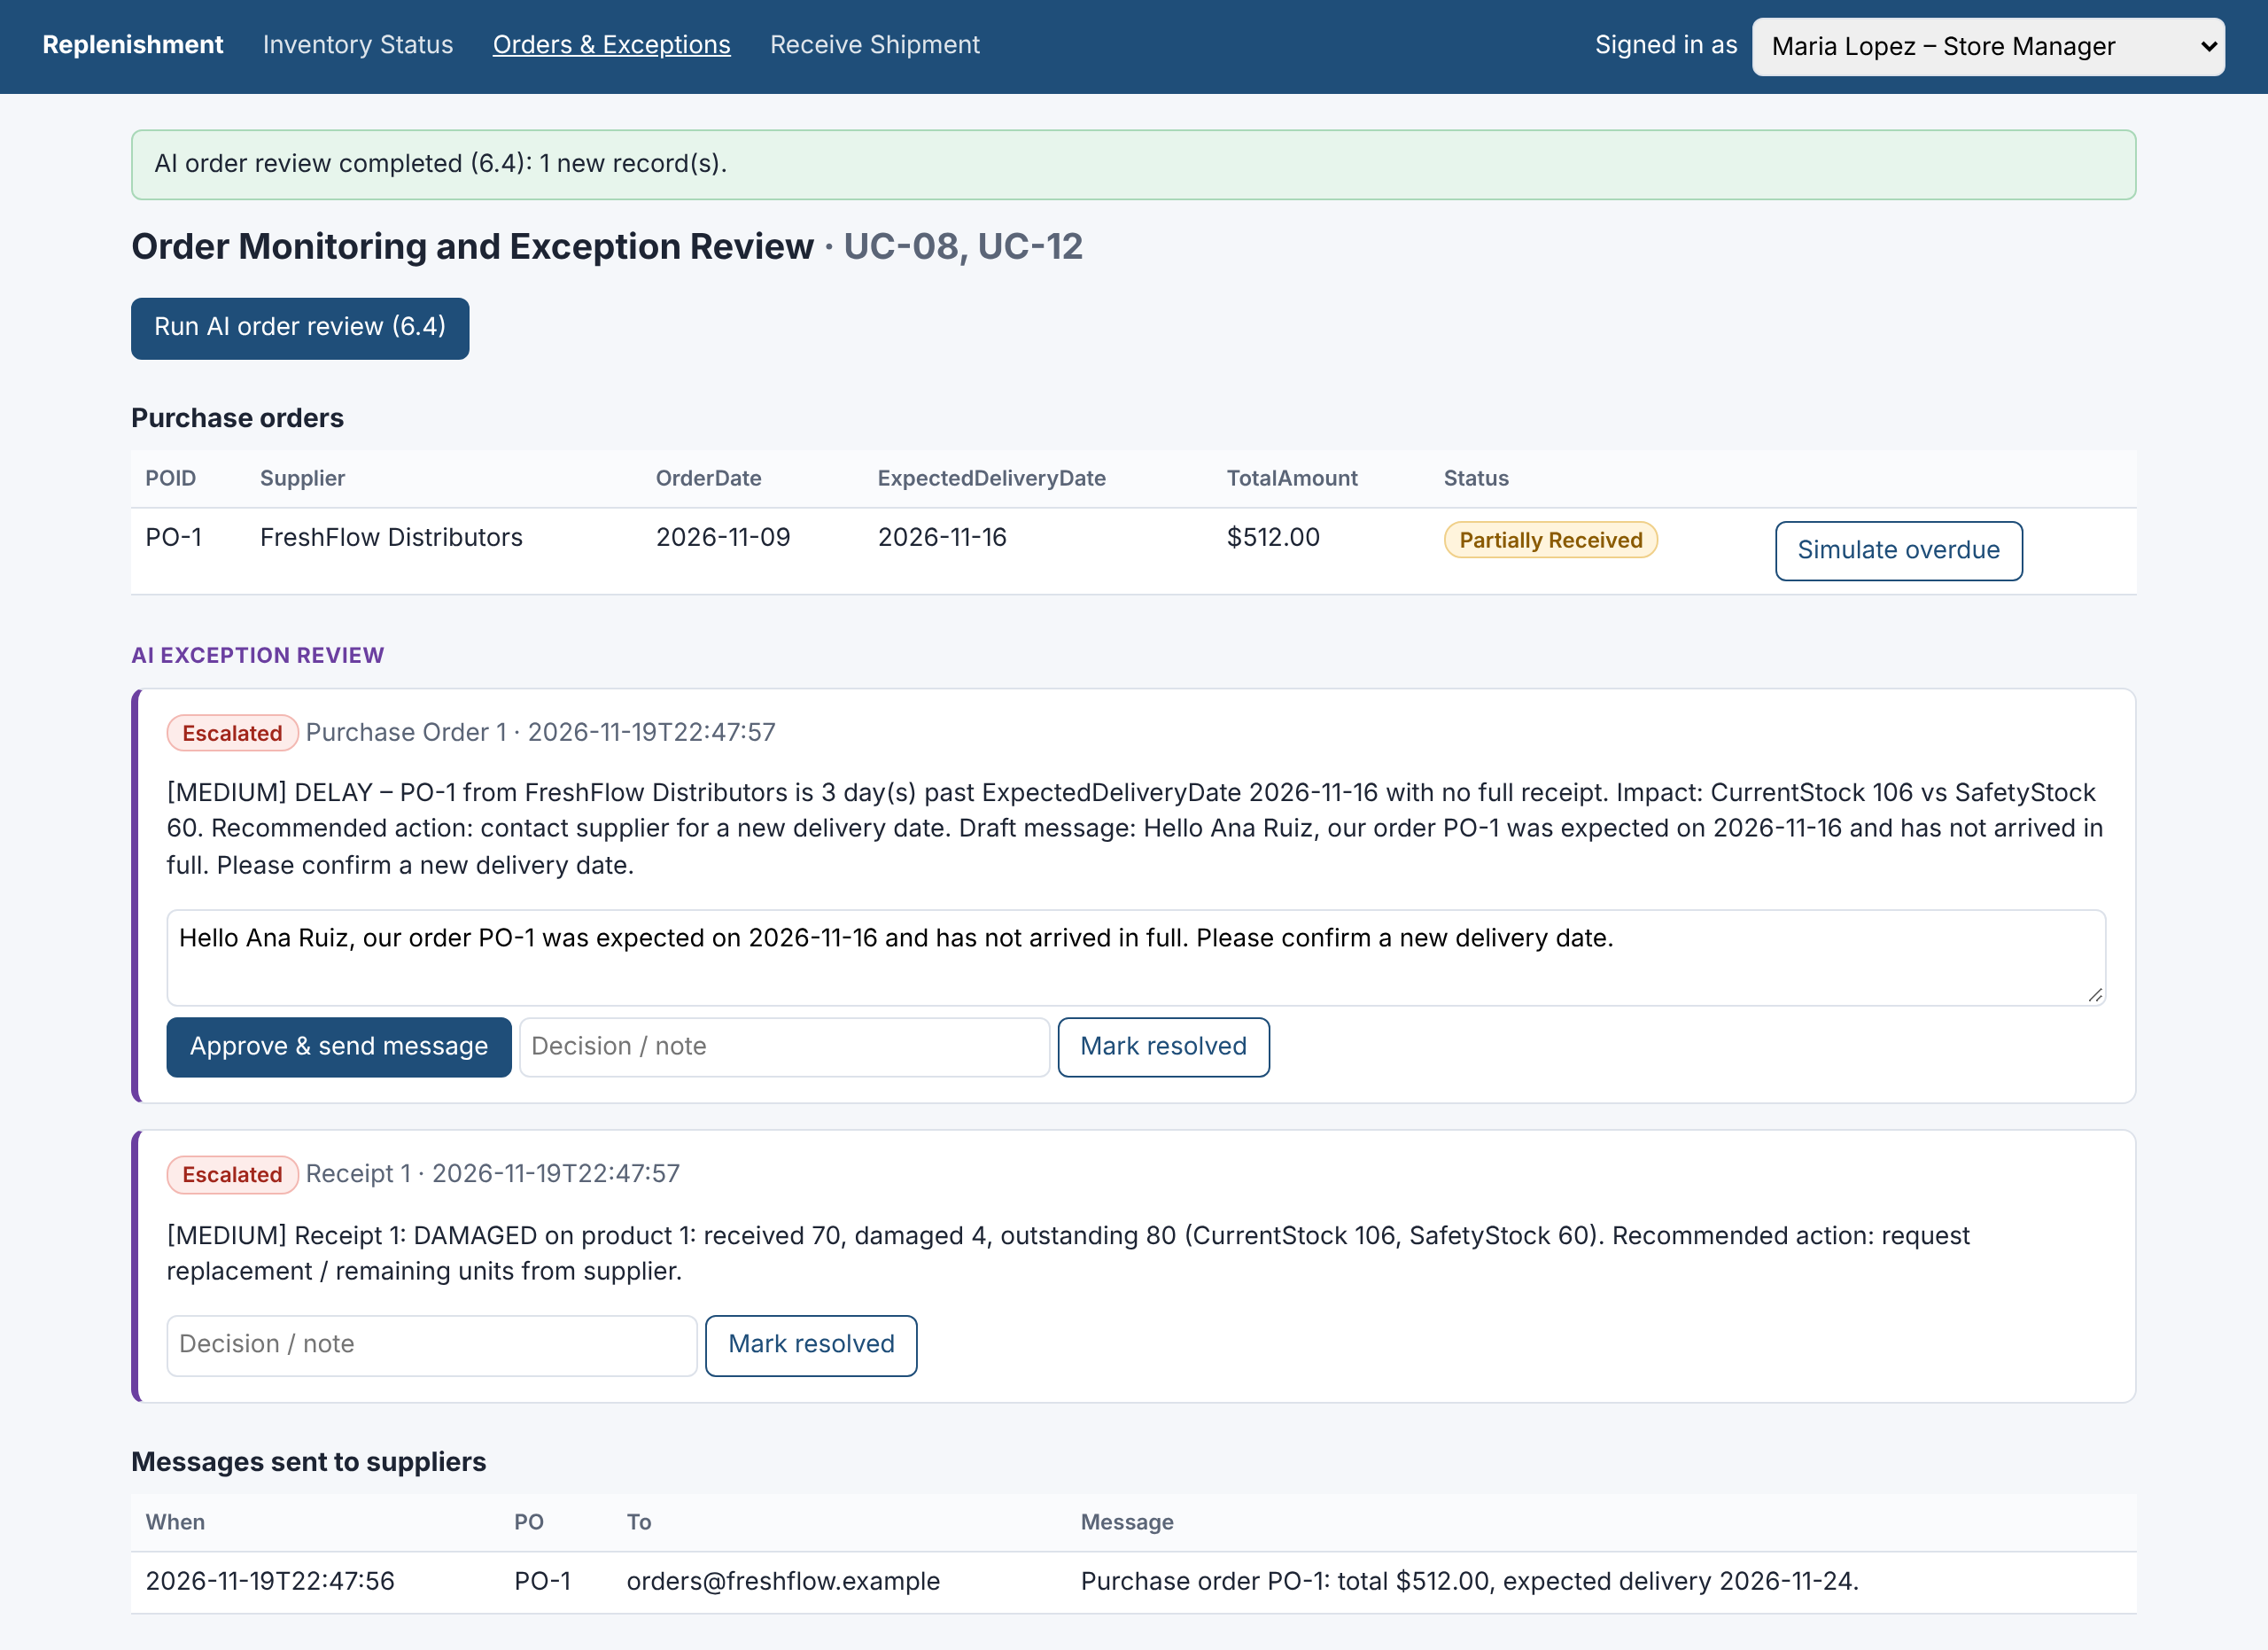 Replenishment Inventory Status Orders & Exceptions Receive Shipment Signed in as Maria Lopez – Store Manager
AI order review completed (6.4): 1 new record(s).
Order Monitoring and Exception Review · UC-08, UC-12
Run AI order review (6.4)
Purchase orders
POID Supplier OrderDate ExpectedDeliveryDate TotalAmount Status
PO-1 FreshFlow Distributors 2026-11-09 2026-11-16 $512.00 Partially Received Simulate overdue
AI EXCEPTION REVIEW
Escalated Purchase Order 1 · 2026-11-19T22:47:57
[MEDIUM] DELAY – PO-1 from FreshFlow Distributors is 3 day(s) past ExpectedDeliveryDate 2026-11-16 with no full receipt. Impact: CurrentStock 106 vs SafetyStock
60. Recommended action: contact supplier for a new delivery date. Draft message: Hello Ana Ruiz, our order PO-1 was expected on 2026-11-16 and has not arrived in
full. Please confirm a new delivery date.
Hello Ana Ruiz, our order PO-1 was expected on 2026-11-16 and has not arrived in full. Please confirm a new delivery date.
Approve & send message Decision / note Mark resolved
Escalated Receipt 1 · 2026-11-19T22:47:57
[MEDIUM] Receipt 1: DAMAGED on product 1: received 70, damaged 4, outstanding 80 (CurrentStock 106, SafetyStock 60). Recommended action: request
replacement / remaining units from supplier.
Decision / note Mark resolved
Messages sent to suppliers
When PO To Message
2026-11-19T22:47:56 PO-1 orders@freshflow.example Purchase order PO-1: total $512.00, expected delivery 2026-11-24.